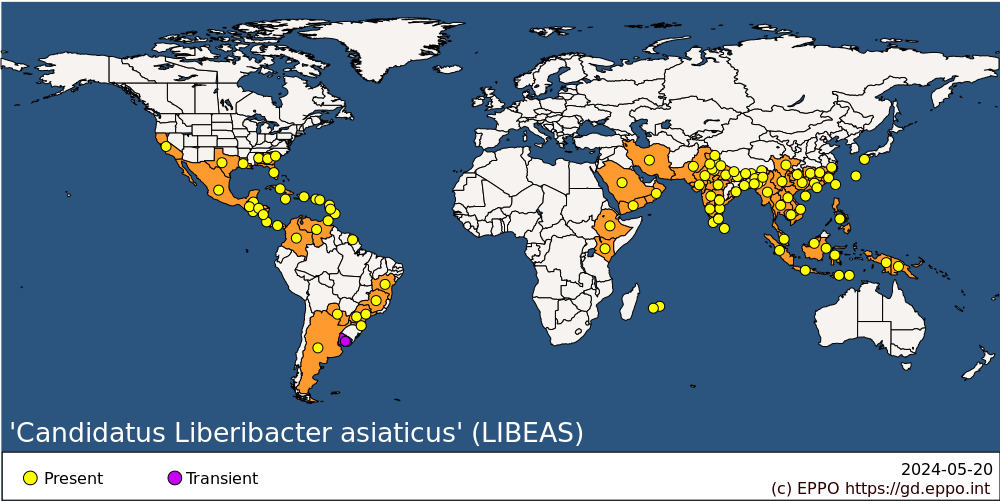 'Candidatus Liberibacter asiaticus' (LIBEAS)
Present
Transient
2024-05-20
(c) EPPO https://gd.eppo.int